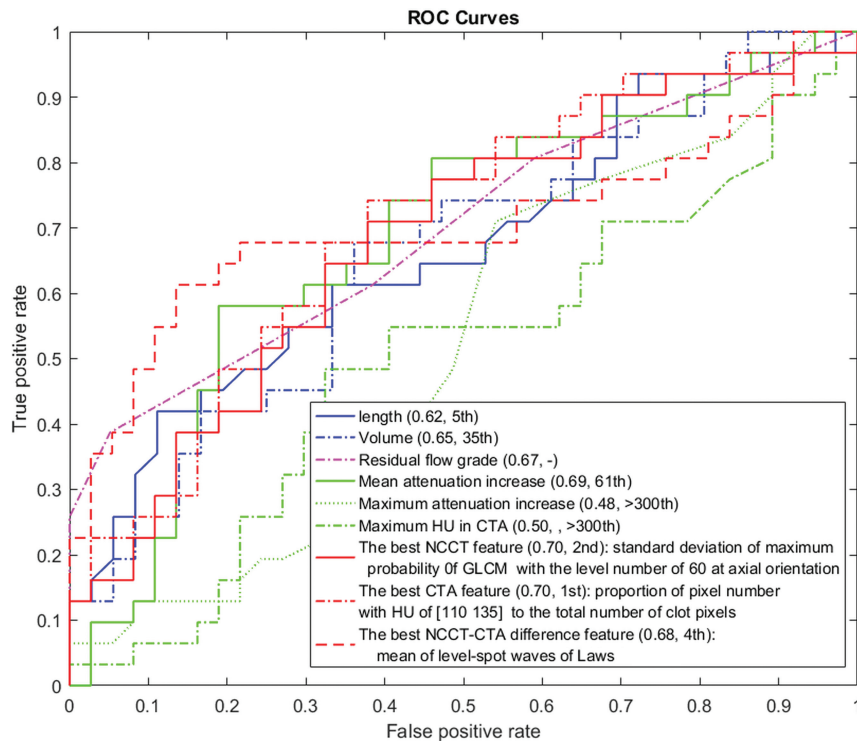 ROC Curves
True positive rate
1
0.9
0.8
0.7
0.6
0.5
0.4
0.3
0.2
0.1
0
length (0.62, 5th)
Volume (0.65, 35th)
Residual flow grade (0.67, -)
Mean attenuation increase (0.69, 61th)
Maximum attenuation increase (0.48, >300th)
Maximum HU in CTA (0.50, , >300th)
The best NCCT feature (0.70, 2nd): standard deviation of maximum
probability 0f GLCM with the level number of 60 at axial orientation
The best CTA feature (0.70, 1st): proportion of pixel number
with HU of [110 135] to the total number of clot pixels
The best NCCT-CTA difference feature (0.68, 4th):
mean of level-spot waves of Laws
0 0.1 0.2 0.3 0.4 0.5 0.6 0.7 0.8 0.9 1
False positive rate